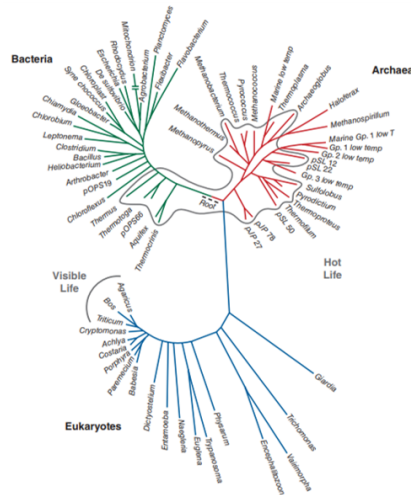 Bacteria
Archaea
Mitochondrion
Rhodocyclus
Escherichia
Desulfovibrio
Chloroplast
Synechococcus
Gloeobacter
Chlamydia
Chlorobium
Leptonema
Clostridium
Bacillus
Heliobacterium
Arthrobacter
pOPS19
Chloroflexus
Thermus
Thermotoga
pOPS66
Aquifex
Thermocrinis
Agrobacterium
Planctomyces
Flexibacter
Flavobacterium
Methanothermus
Methanopyrus
Methanobacterium
Thermococcus
Pyrococcus
Methanococcus
Marine low temp
Thermoplasma
Archaeoglobus
Haloferax
Methanospirillum
Marine Gp. 1 low T
Gp. 1 low temp
Gp. 2 low temp
pSL 12
pSL 22
Gp. 3 low temp
Sulfolobus
Pyrodictium
Thermoproteus
Thermofilum
pSL 50
pJP 78
pJP 27
Root
Visible
Life
Hot
Life
Agaricus
Bos
Triticum
Cryptomonas
Achlya
Costaria
Porphyra
Paramecium
Babesia
Dictyostelium
Entamoeba
Naegleria
Euglena
Trypanosoma
Physarum
Encephalitozoon
Vairimorpha
Trichomonas
Giardia
Eukaryotes